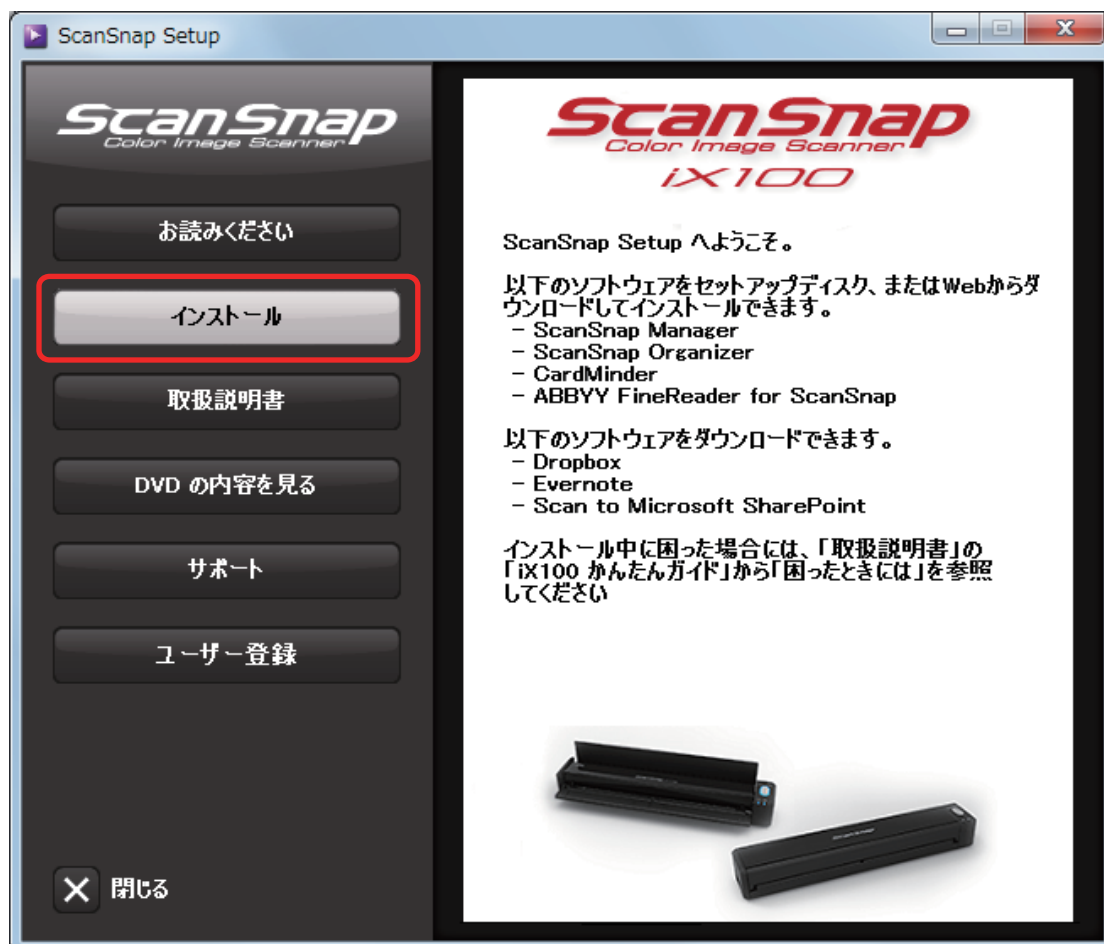 ScanSnap Setup
ScanSnap
Color Image Scanner
お読みください
インストール
取扱説明書
DVD の内容を見る
サポート
ユーザー登録
閉じる
ScanSnap
Color Image Scanner
iX100
ScanSnap Setup へようこそ。
以下のソフトウェアをセットアップディスク、またはWebからダ
ウンロードしてインストールできます。
- ScanSnap Manager
- ScanSnap Organizer
- CardMinder
- ABBYY FineReader for ScanSnap
以下のソフトウェアをダウンロードできます。
- Dropbox
- Evernote
- Scan to Microsoft SharePoint
インストール中に困った場合には、「取扱説明書」の
「iX100 かんたんガイド」から「困ったときには」を参照
してください
ScanSnap